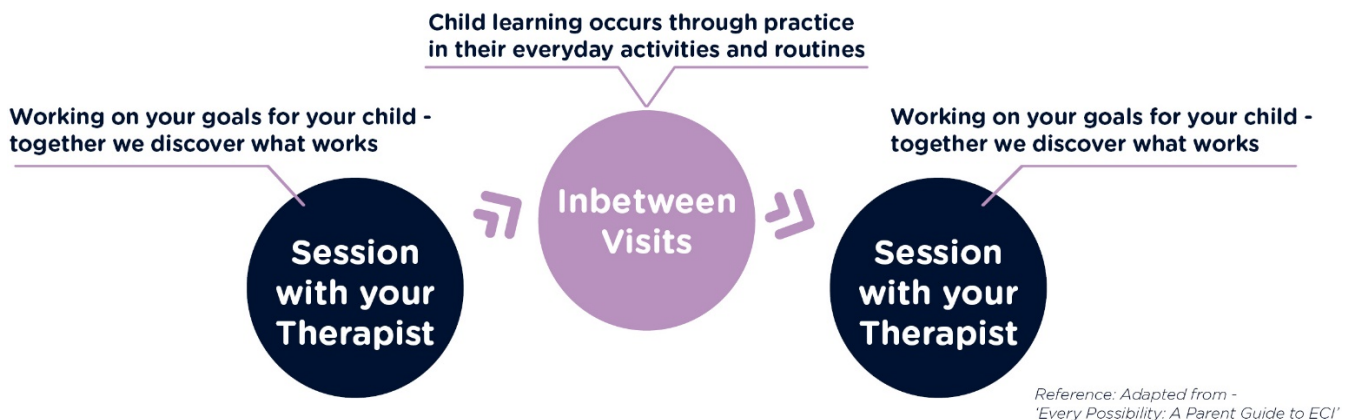 Child learning occurs through practice
in their everyday activities and routines
Working on your goals for your child -
together we discover what works
Working on your goals for your child -
together we discover what works
Session
with your
Therapist
Inbetween
Visits
Session
with your
Therapist
Reference: Adapted from -
'Every Possibility: A Parent Guide to ECI'